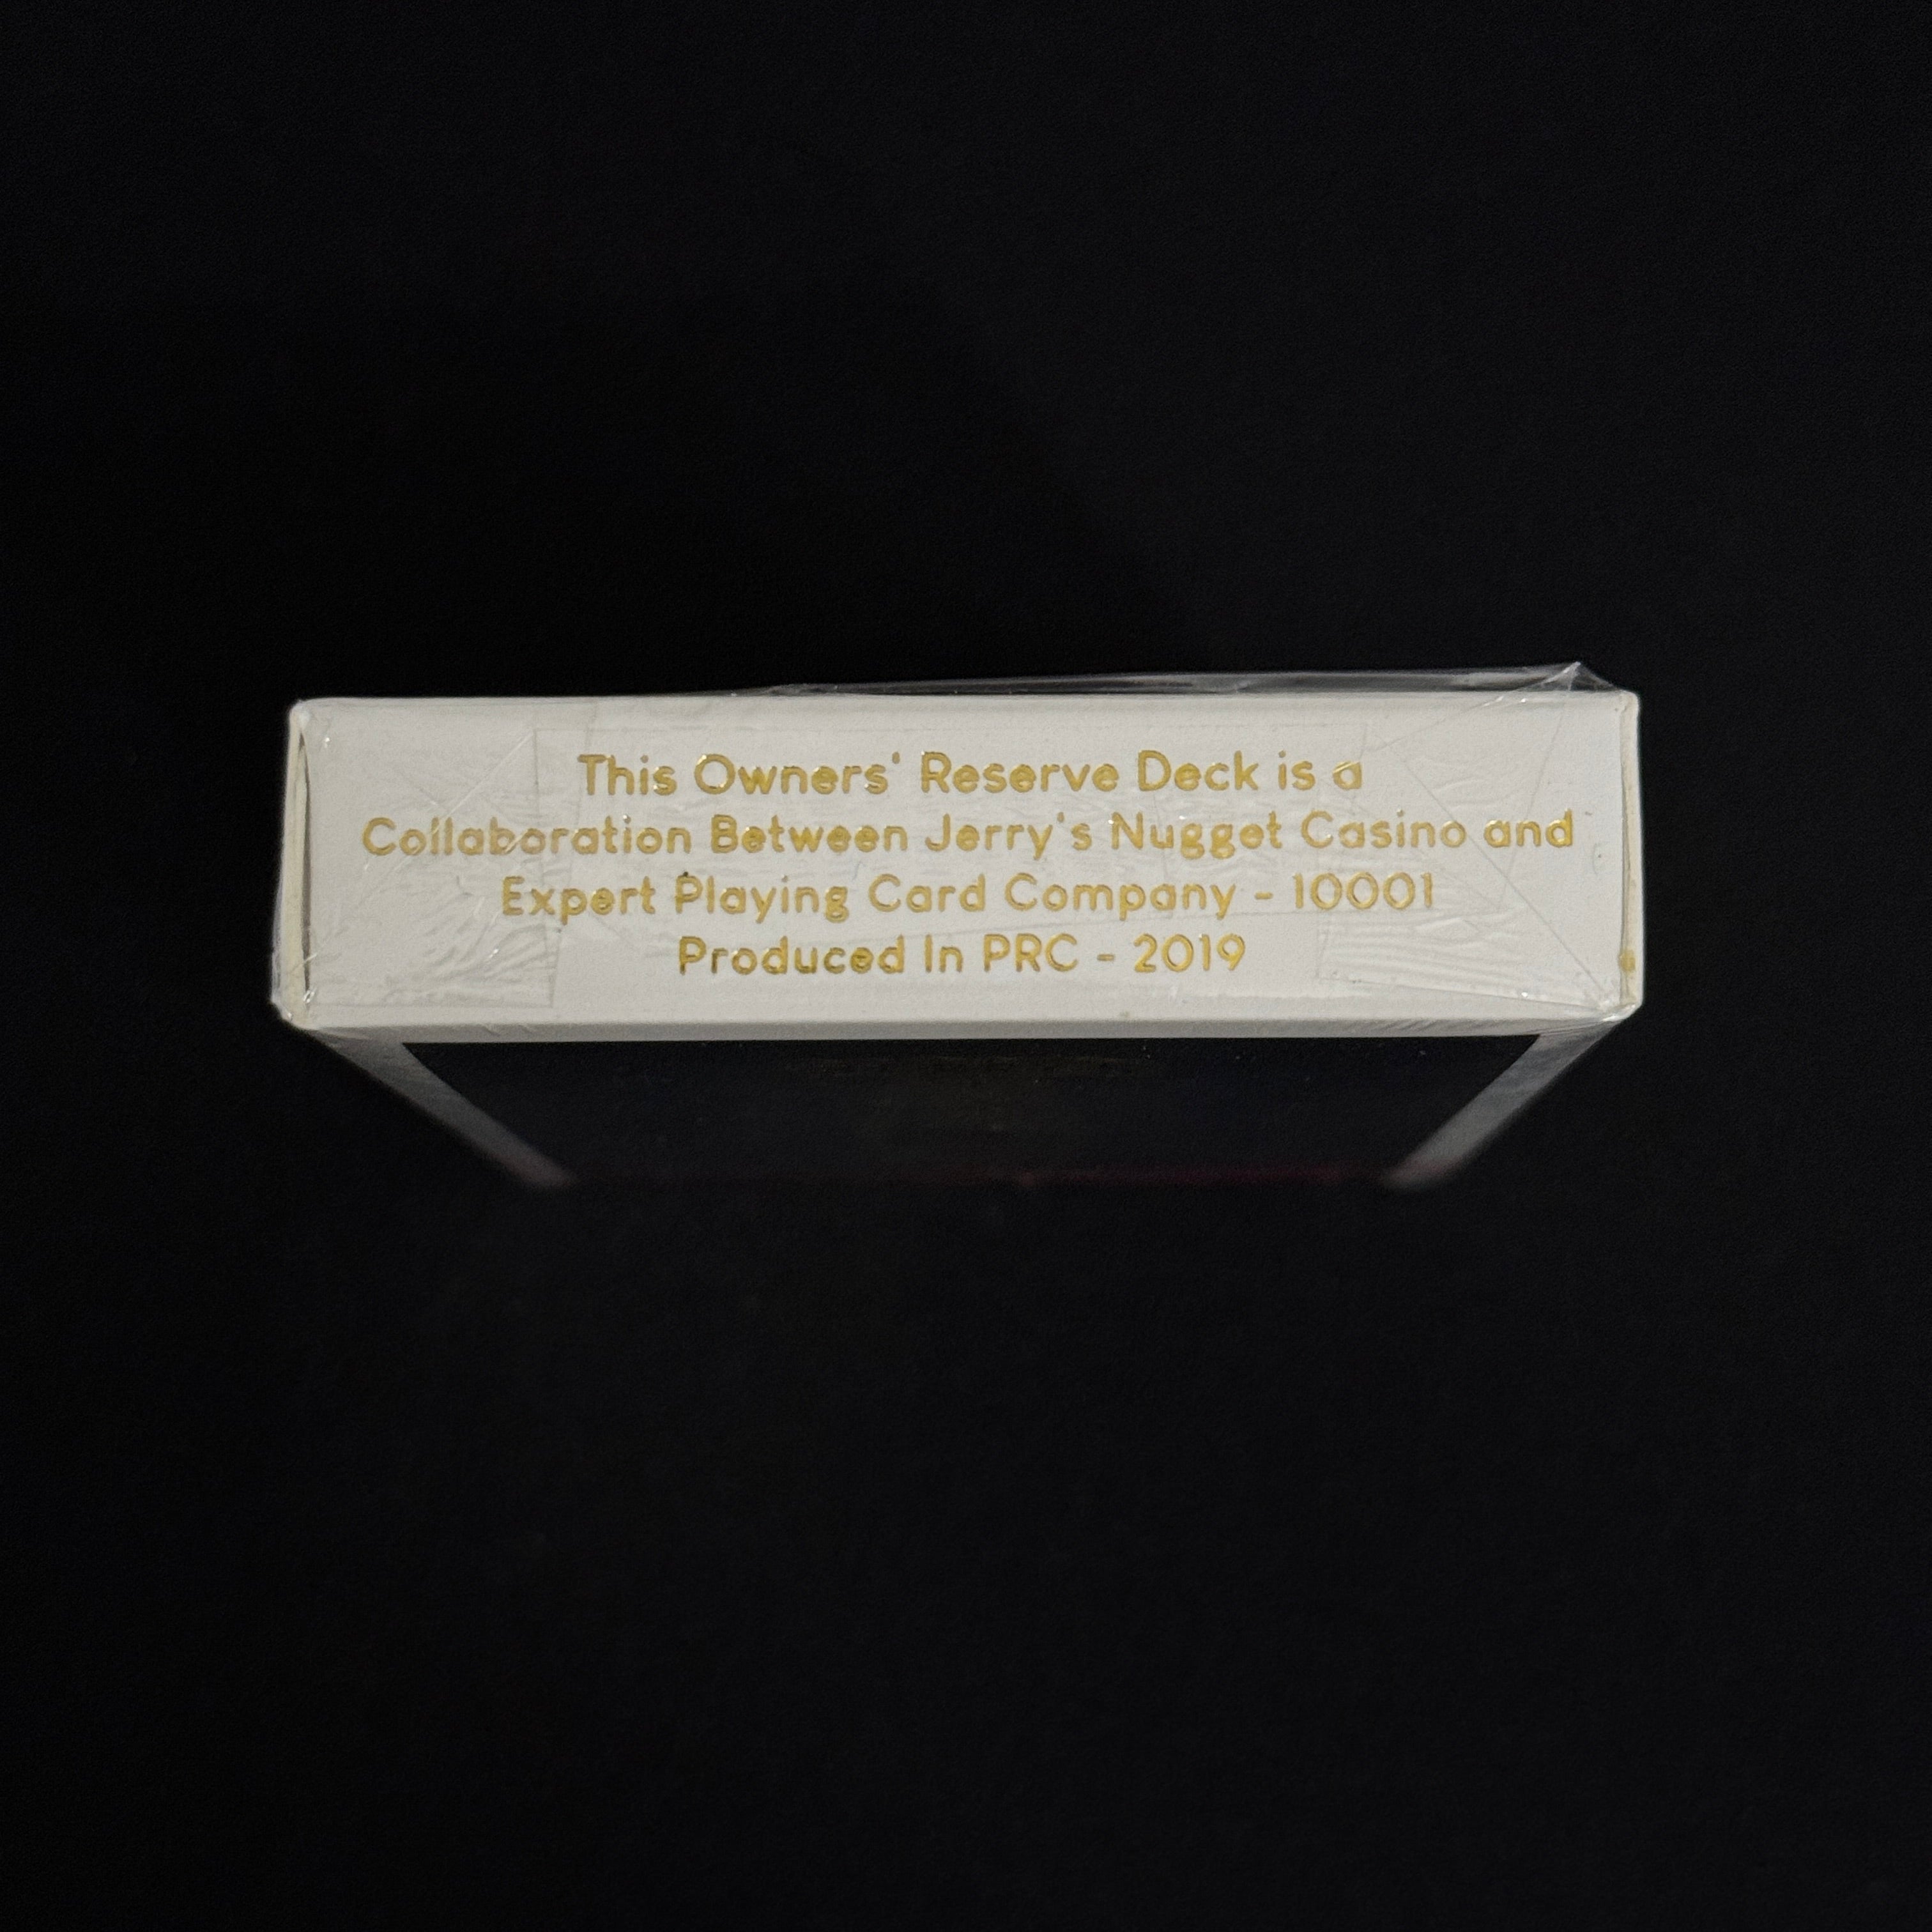 This Owners' Reserve Deck is a
Collaboration Between Jerry's Nugget Casino and
Expert Playing Card Company - 10001
Produced In PRC - 2019